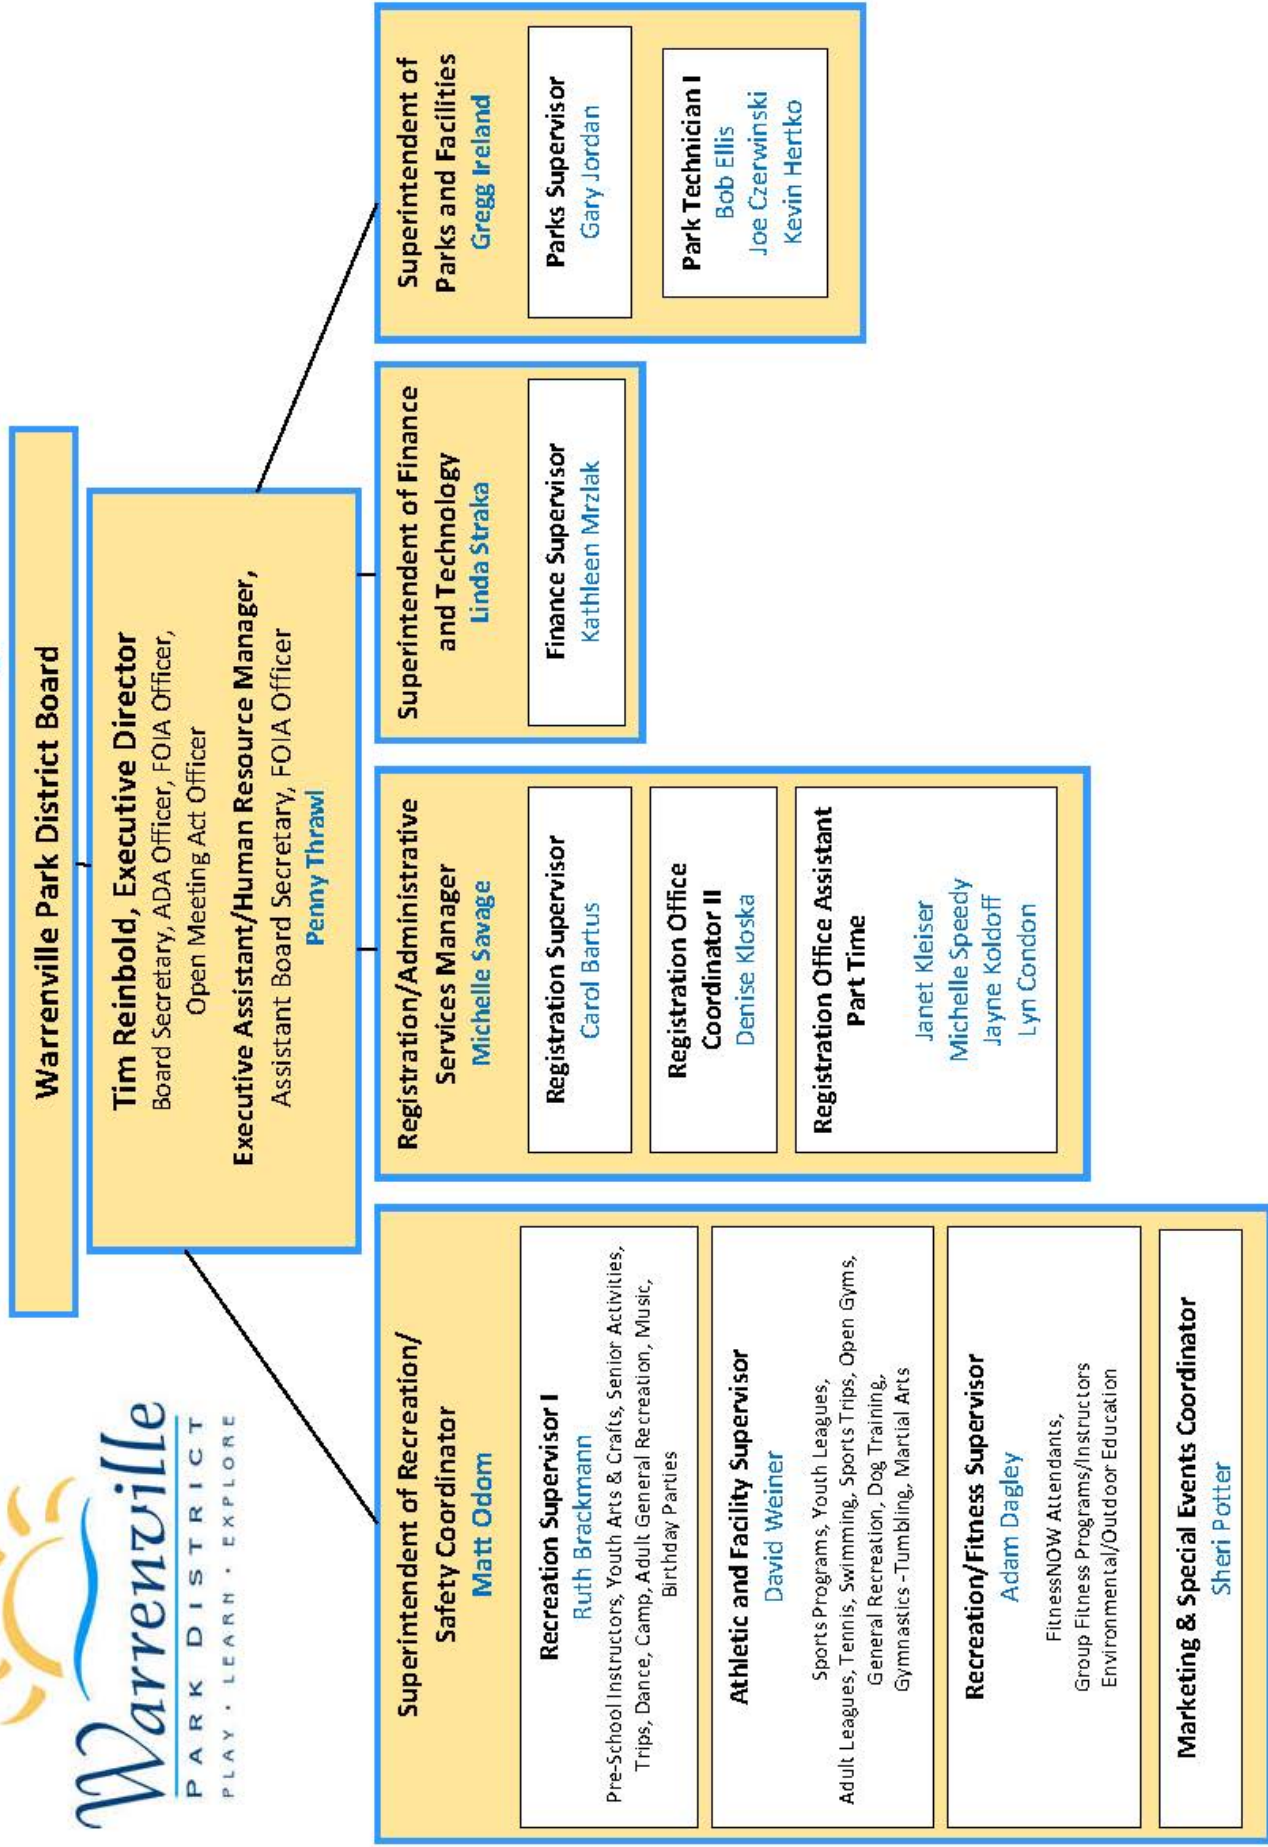 Warrenville
PARK DISTRICT
PLAY · LEARN · EXPLORE
Warrenville Park District Board
Tim Reinbold, Executive Director
Board Secretary, ADA Officer, FOIA Officer,
Open Meeting Act Officer
Executive Assistant/Human Resource Manager,
Assistant Board Secretary, FOIA Officer
Penny Thrawl
Superintendent of Recreation/
Safety Coordinator
Matt Odom
Recreation Supervisor I
Ruth Brackmann
Pre-School Instructors, Youth Arts & Crafts, Senior Activities,
Trips, Dance, Camp, Adult General Recreation, Music,
Birthday Parties
Athletic and Facility Supervisor
David Weiner
Sports Programs, Youth Leagues,
Adult Leagues, Tennis, Swimming, Sports Trips, Open Gyms,
General Recreation, Dog Training,
Gymnastics -Tumbling, Martial Arts
Recreation/Fitness Supervisor
Adam Dagley
FitnessNOW Attendants,
Group Fitness Programs/Instructors
Environmental/Outdoor Education
Marketing & Special Events Coordinator
Sheri Potter
Registration/Administrative
Services Manager
Michelle Savage
Registration Supervisor
Carol Bartus
Registration Office
Coordinator II
Denise Kloska
Registration Office Assistant
Part Time
Janet Kleiser
Michelle Speedy
Jayne Koldoff
Lyn Condon
Superintendent of Finance
and Technology
Linda Straka
Finance Supervisor
Kathleen Mrzlak
Superintendent of
Parks and Facilities
Gregg Ireland
Parks Supervisor
Gary Jordan
Park Technician I
Bob Ellis
Joe Czerwinski
Kevin Hertko